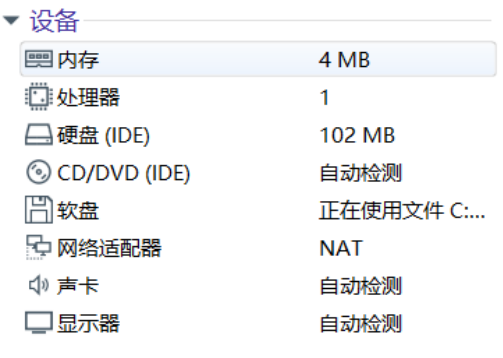 设备
内存 4 MB
处理器 1
硬盘 (IDE) 102 MB
CD/DVD (IDE) 自动检测
软盘 正在使用文件 C:...
网络适配器 NAT
声卡 自动检测
显示器 自动检测